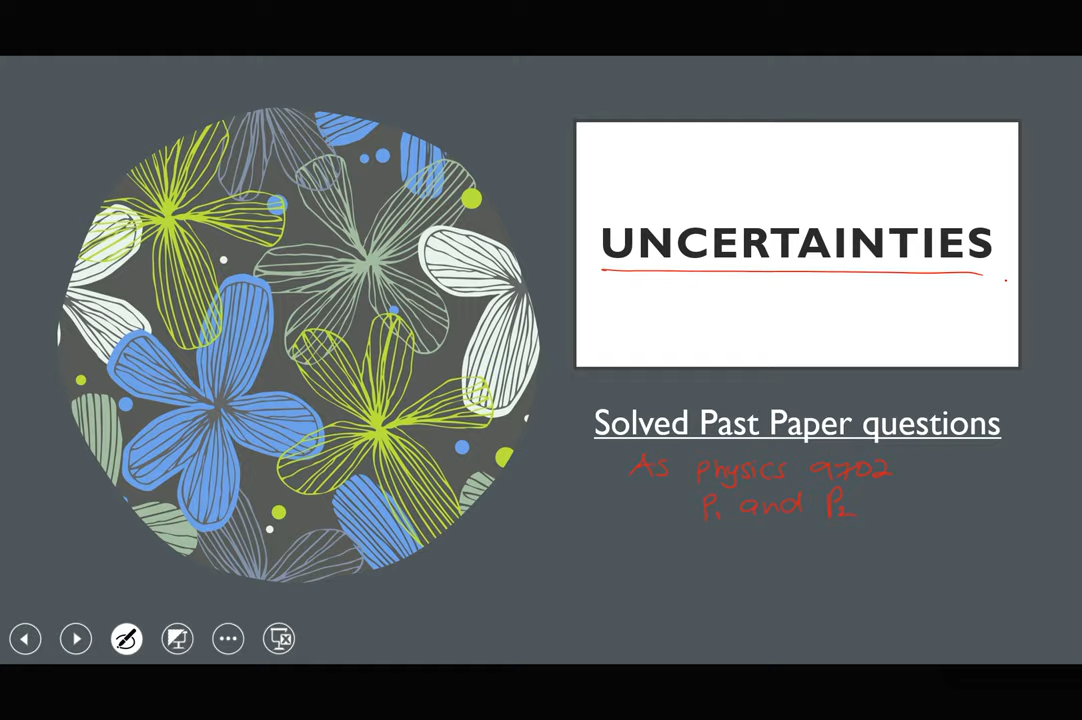 UNCERTAINTIES
Solved Past Paper questions
As physics 9702
P1 and P2